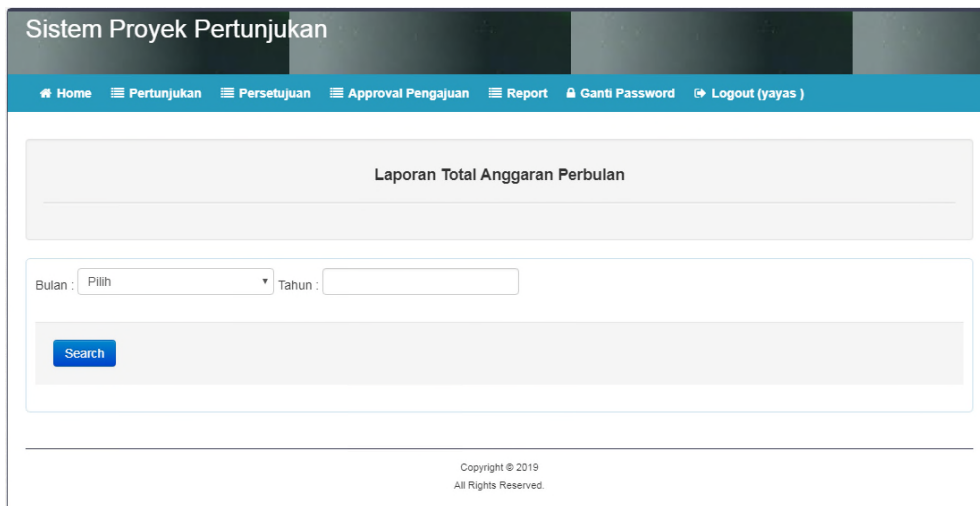 Sistem Proyek Pertunjukan
Home Pertunjukan Persetujuan Approval Pengajuan Report Ganti Password Logout (yayas )
Laporan Total Anggaran Perbulan
Bulan : Pilih Tahun :
Search
Copyright © 2019
All Rights Reserved.